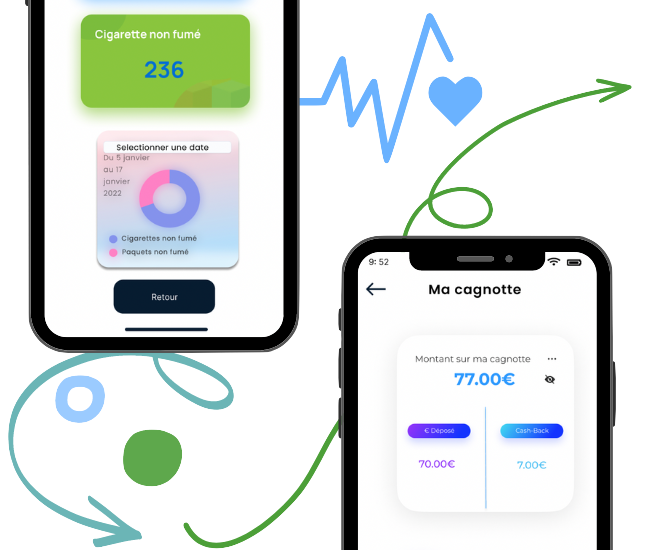 Cigarette non fumé
236
Selectionner une date
Du 5 janvier
au 17
janvier
2022
Cigarettes non fumé
Paquets non fumé
Retour
9: 52
Ma cagnotte
Montant sur ma cagnotte
77.00€
€ Déposé
Cash-Back
70.00€
7.00€